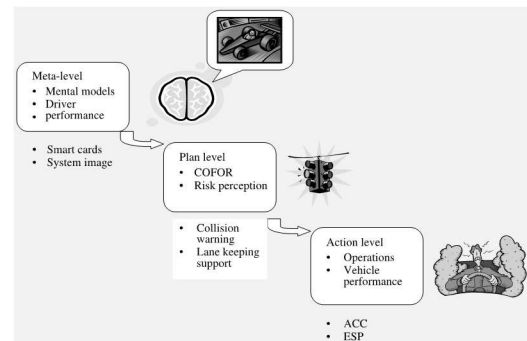 Meta-level
• Mental models
• Driver
• performance
• Smart cards
• System image
Plan level
• COFOR
• Risk perception
• Collision
warning
• Lane keeping
support
Action level
• Operations
• Vehicle
performance
• ACC
• ESP